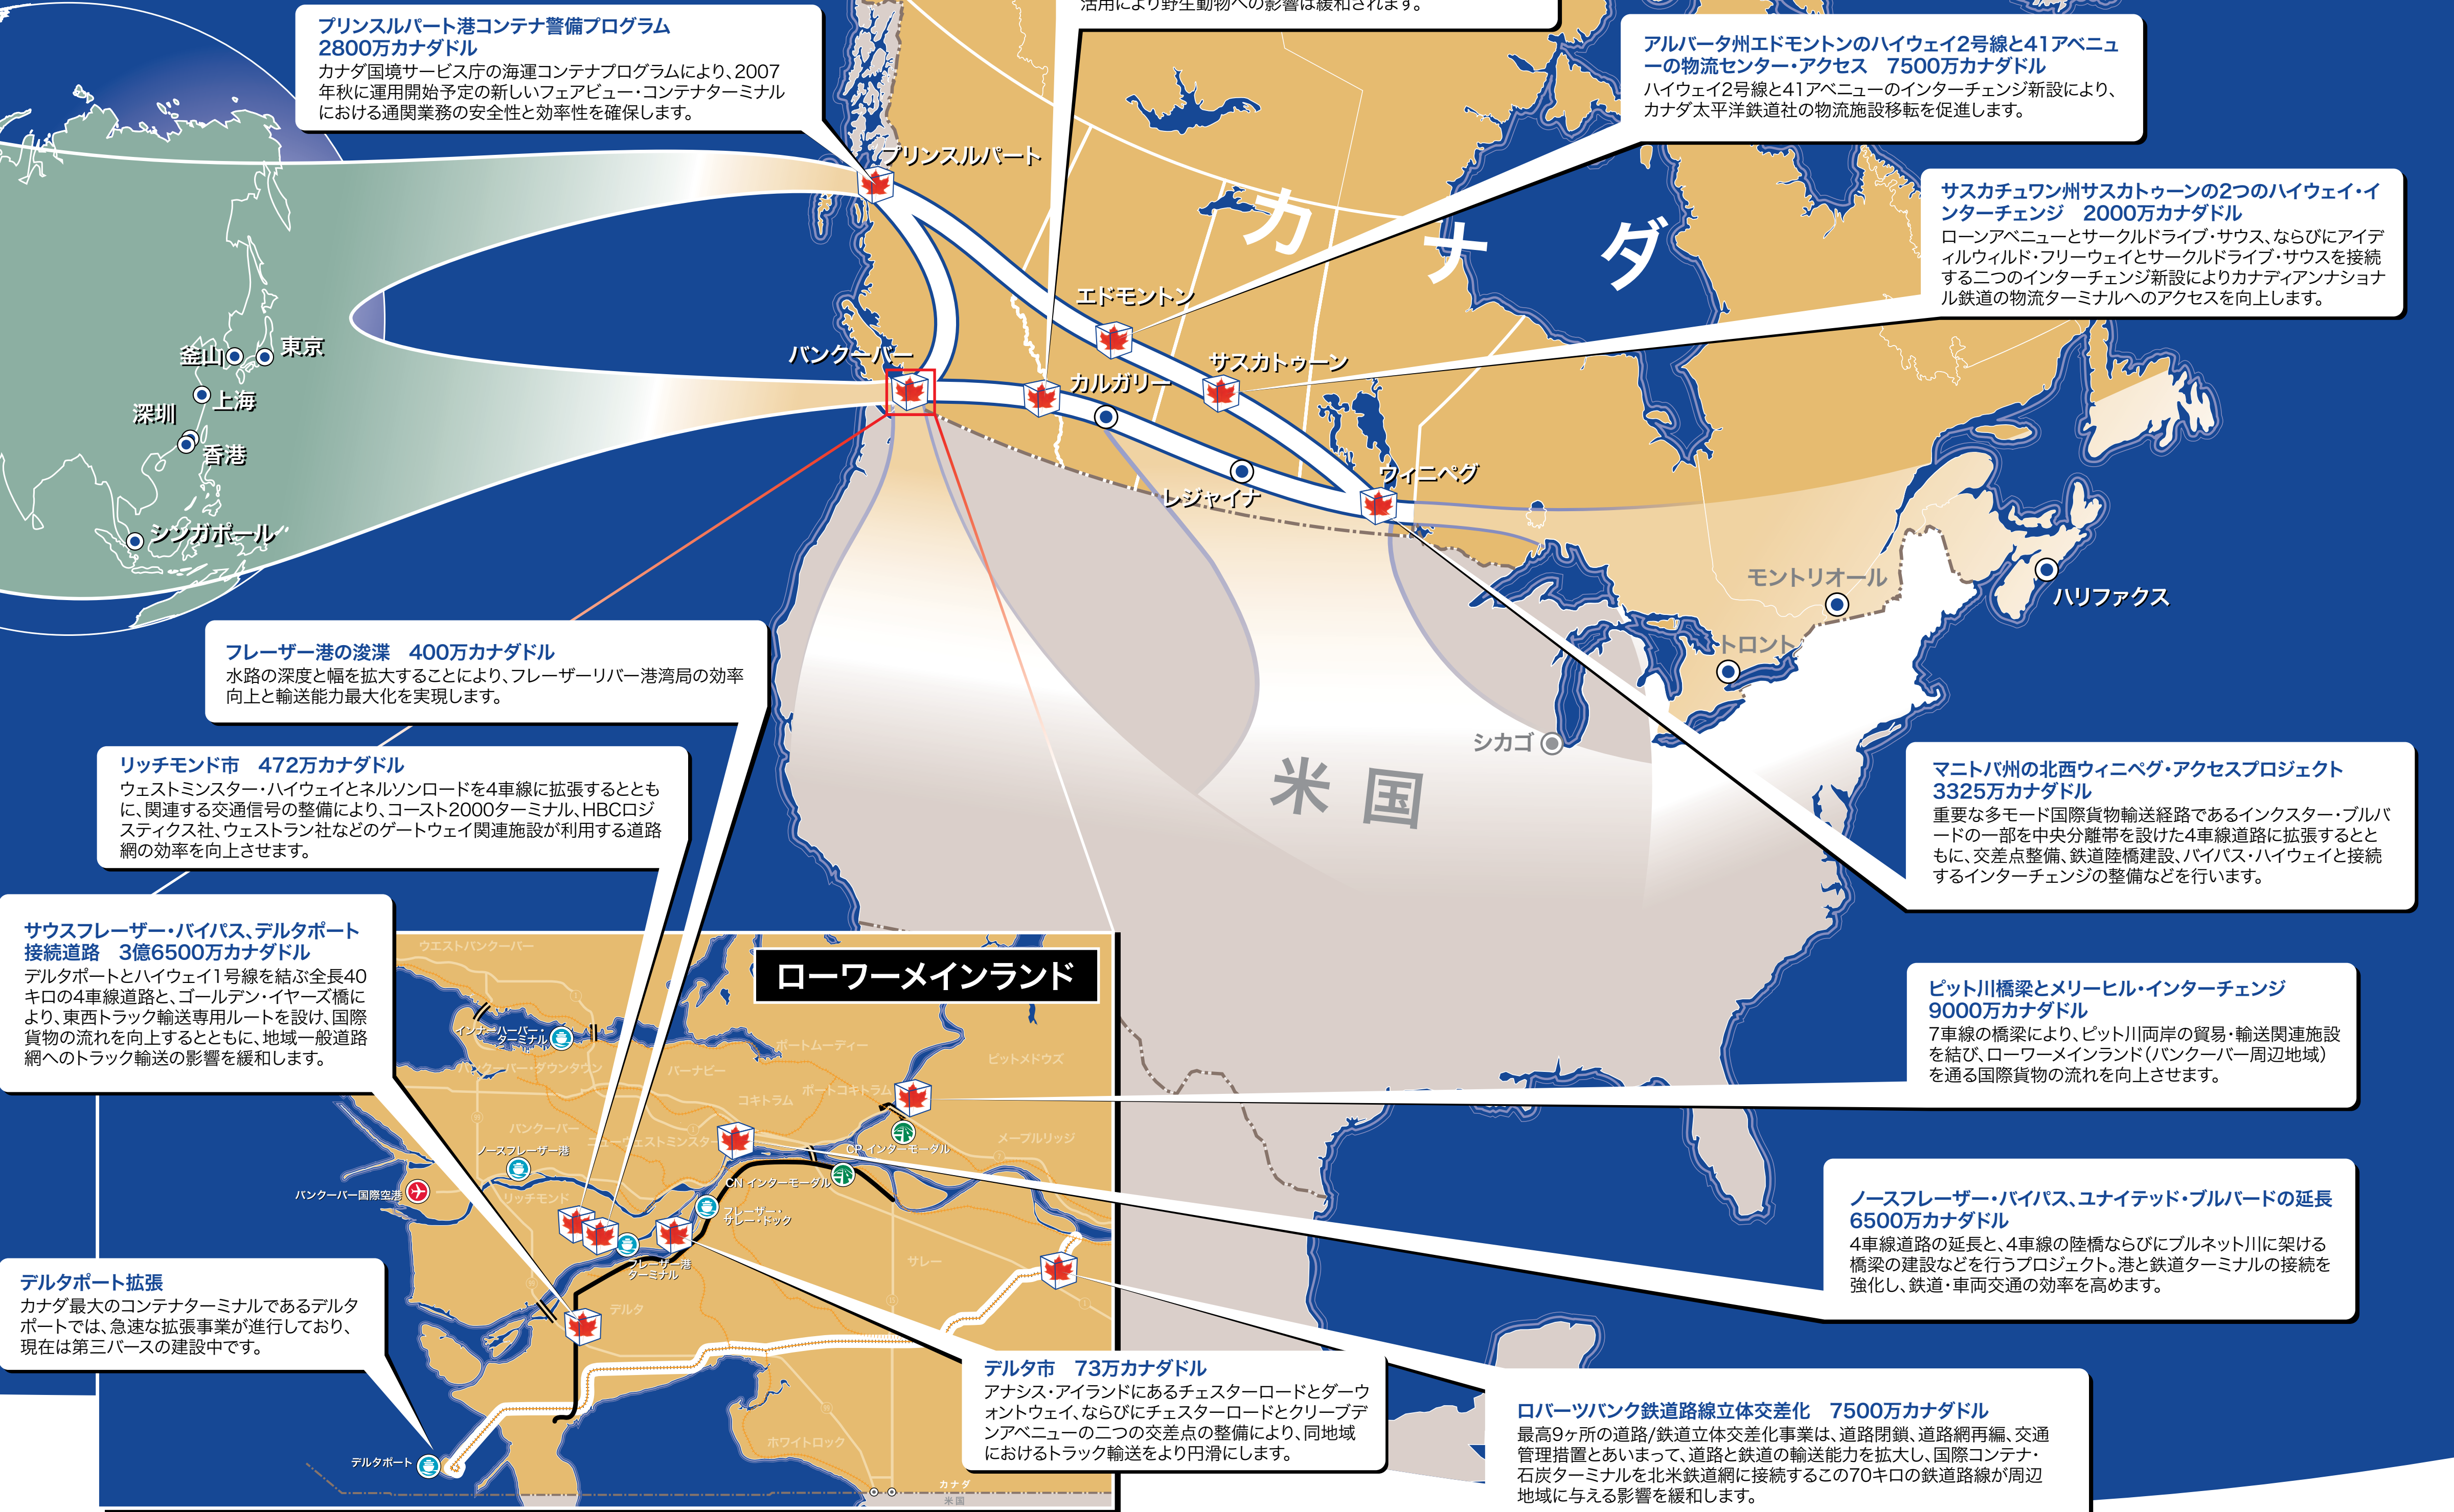 活用により野生動物への影響は緩和されます。
プリンスルパート港コンテナ警備プログラム
2800万カナダドル
カナダ国境サービス庁の海運コンテナプログラムにより、2007
年秋に運用開始予定の新しいフェアビュー・コンテナターミナル
における通関業務の安全性と効率性を確保します。
アルバータ州エドモントンのハイウェイ2号線と41アベニュ
ーの物流センター・アクセス　7500万カナダドル
ハイウェイ2号線と41アベニューのインターチェンジ新設により、
カナダ太平洋鉄道社の物流施設移転を促進します。
サスカチュワン州サスカトゥーンの2つのハイウェイ・イ
ンターチェンジ　2000万カナダドル
ローンアベニューとサークルドライブ・サウス、ならびにアイデ
ィルウィルド・フリーウェイとサークルドライブ・サウスを接続
する二つのインターチェンジ新設によりカナディアンナショナ
ル鉄道の物流ターミナルへのアクセスを向上します。
プリンスルパート
カナダ
エドモントン
バンクーバー
カルガリー
サスカトゥーン
レジャイナ
ウィニペグ
釜山
東京
上海
深圳
香港
シンガポール
モントリオール
ハリファクス
トロント
シカゴ
米国
フレーザー港の浚渫　400万カナダドル
水路の深度と幅を拡大することにより、フレーザーリバー港湾局の効率
向上と輸送能力最大化を実現します。
リッチモンド市　472万カナダドル
ウェストミンスター・ハイウェイとネルソンロードを4車線に拡張するととも
に、関連する交通信号の整備により、コースト2000ターミナル、HBCロジ
スティクス社、ウェストラン社などのゲートウェイ関連施設が利用する道路
網の効率を向上させます。
マニトバ州の北西ウィニペグ・アクセスプロジェクト
3325万カナダドル
重要な多モード国際貨物輸送経路であるインクスター・ブルバ
ードの一部を中央分離帯を設けた4車線道路に拡張するとと
もに、交差点整備、鉄道陸橋建設、バイパス・ハイウェイと接続
するインターチェンジの整備などを行います。
サウスフレーザー・バイパス、デルタポート
接続道路　3億6500万カナダドル
デルタポートとハイウェイ1号線を結ぶ全長40
キロの4車線道路と、ゴールデン・イヤーズ橋に
より、東西トラック輸送専用ルートを設け、国際
貨物の流れを向上するとともに、地域一般道路
網へのトラック輸送の影響を緩和します。
ピット川橋梁とメリーヒル・インターチェンジ
9000万カナダドル
7車線の橋梁により、ピット川両岸の貿易・輸送関連施設
を結び、ローワーメインランド（バンクーバー周辺地域）
を通る国際貨物の流れを向上させます。
ローワーメインランド
ウエストバンクーバー
インナーハーバー・
ターミナル
バンクーバー・ダウンタウン
バーナビー
ポートムーディー
ピットメドウズ
コキトラム
ポートコキトラム
バンクーバー
ニューウェストミンスター
メープルリッジ
ノースフレーザー港
CP インターモーダル
バンクーバー国際空港
リッチモンド
CN インターモーダル
フレーザー・
サレー・ドック
フレーザー港
ターミナル
サレー
デルタ
ホワイトロック
デルタポート
カナダ
米国
ノースフレーザー・バイパス、ユナイテッド・ブルバードの延長
6500万カナダドル
4車線道路の延長と、4車線の陸橋ならびにブルネット川に架ける
橋梁の建設などを行うプロジェクト。港と鉄道ターミナルの接続を
強化し、鉄道・車両交通の効率を高めます。
デルタポート拡張
カナダ最大のコンテナターミナルであるデルタ
ポートでは、急速な拡張事業が進行しており、
現在は第三バースの建設中です。
デルタ市　73万カナダドル
アナシス・アイランドにあるチェスターロードとダーウ
ォントウェイ、ならびにチェスターロードとクリーブデ
ンアベニューの二つの交差点の整備により、同地域
におけるトラック輸送をより円滑にします。
ロバーツバンク鉄道路線立体交差化　7500万カナダドル
最高9ヶ所の道路/鉄道立体交差化事業は、道路閉鎖、道路網再編、交通
管理措置とあいまって、道路と鉄道の輸送能力を拡大し、国際コンテナ・
石炭ターミナルを北米鉄道網に接続するこの70キロの鉄道路線が周辺
地域に与える影響を緩和します。